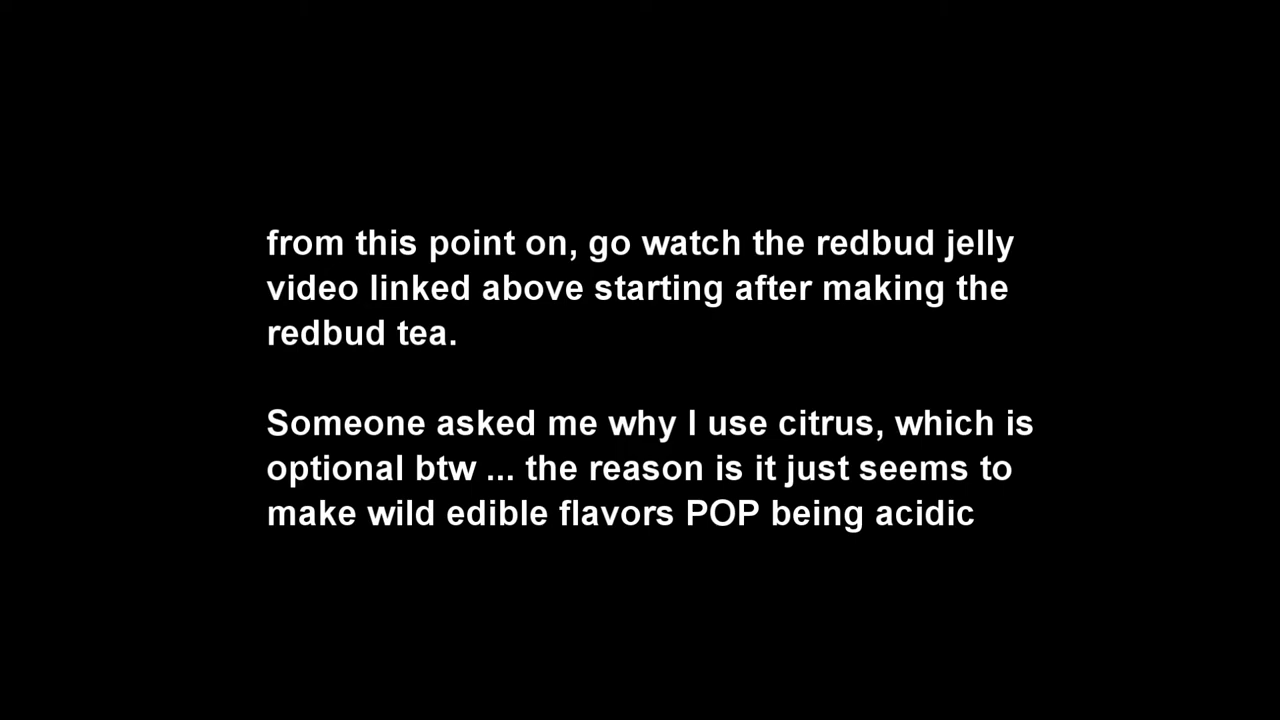 from this point on, go watch the redbud jelly
video linked above starting after making the
redbud tea.
Someone asked me why I use citrus, which is
optional btw ... the reason is it just seems to
make wild edible flavors POP being acidic